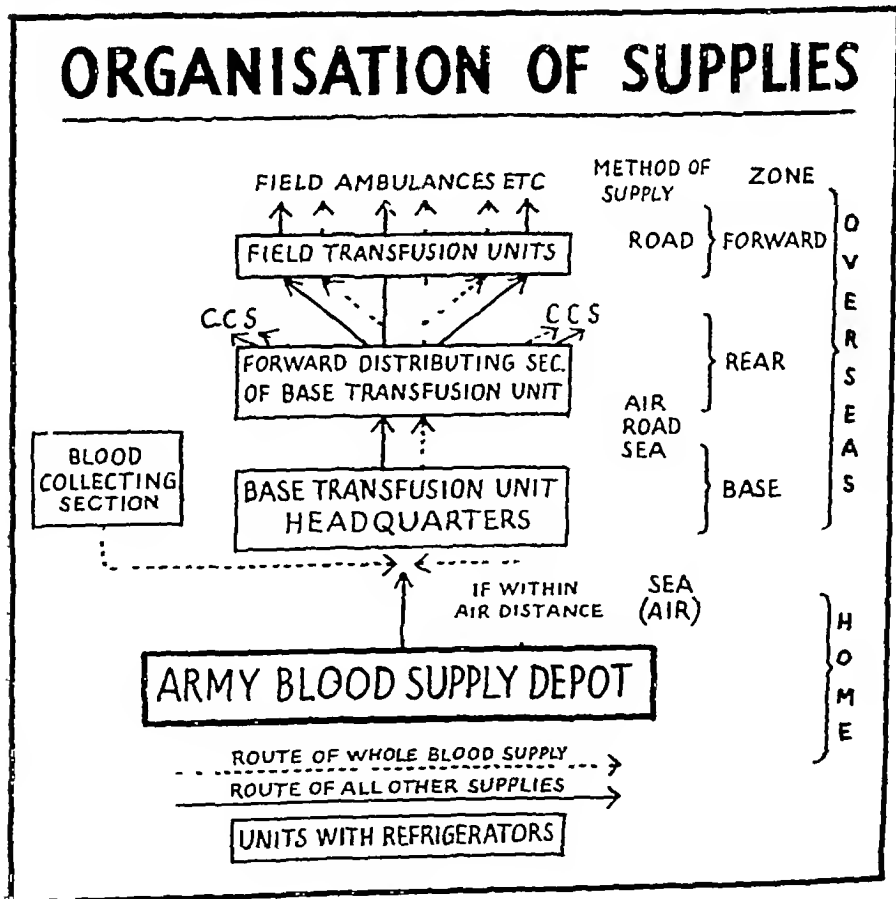 ORGANISATION OF SUPPLIES
METHOD OF SUPPLY
ZONE
FIELD AMBULANCES ETC
FIELD TRANSFUSION UNITS
ROAD
FORWARD
C.C.S
C C S
FORWARD DISTRIBUTING SEC.
OF BASE TRANSFUSION UNIT
REAR
AIR
ROAD
SEA
OVERSEAS
BLOOD
COLLECTING
SECTION
BASE TRANSFUSION UNIT
HEADQUARTERS
BASE
IF WITHIN
AIR DISTANCE
SEA
(AIR)
HOME
ARMY BLOOD SUPPLY DEPOT
ROUTE OF WHOLE BLOOD SUPPLY
ROUTE OF ALL OTHER SUPPLIES
UNITS WITH REFRIGERATORS